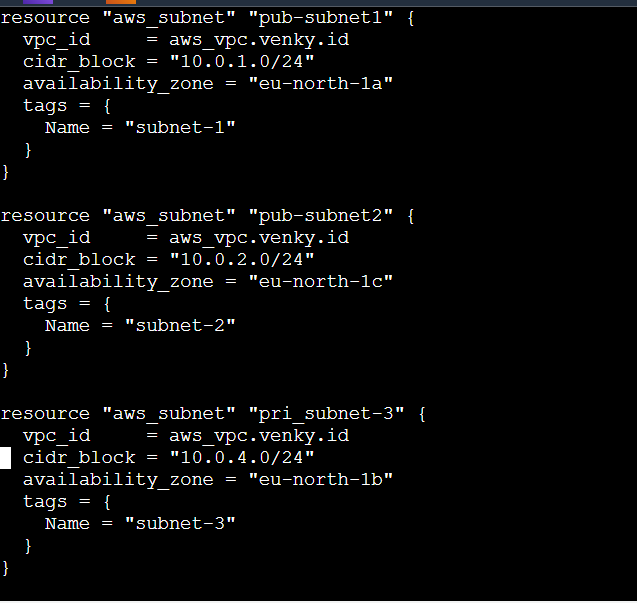 resource "aws_subnet" "pub-subnet1" {
  vpc_id     = aws_vpc.venky.id
  cidr_block = "10.0.1.0/24"
  availability_zone = "eu-north-1a"
  tags = {
    Name = "subnet-1"
  }
}

resource "aws_subnet" "pub-subnet2" {
  vpc_id     = aws_vpc.venky.id
  cidr_block = "10.0.2.0/24"
  availability_zone = "eu-north-1c"
  tags = {
    Name = "subnet-2"
  }
}

resource "aws_subnet" "pri_subnet-3" {
  vpc_id     = aws_vpc.venky.id
  cidr_block = "10.0.4.0/24"
  availability_zone = "eu-north-1b"
  tags = {
    Name = "subnet-3"
  }
}